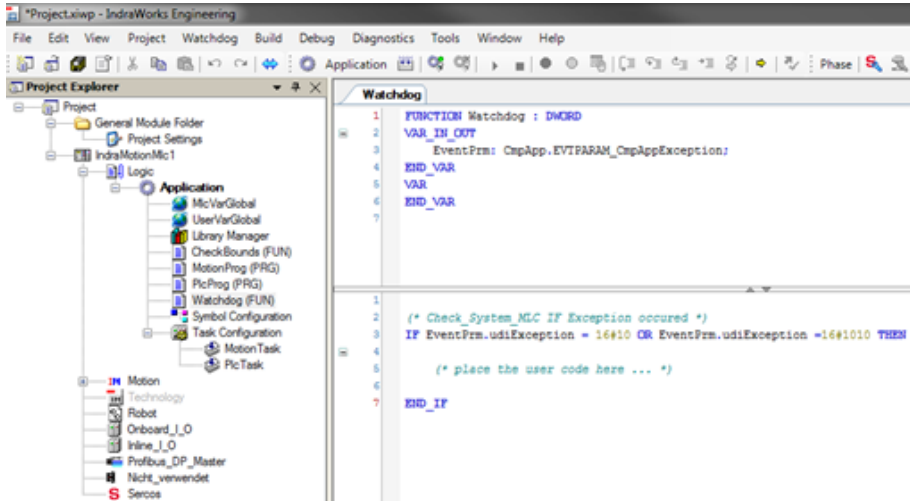 *Project.xiwp - IndraWorks Engineering
File Edit View Project Watchdog Build Debug Diagnostics Tools Window Help
Application Phase
Project Explorer
Project
General Module Folder
Project Settings
IndraMotionMlc1
Logic
Application
MlcVarGlobal
UserVarGlobal
Library Manager
CheckBounds (FUN)
MotionProg (PRG)
PlcProg (PRG)
Watchdog (FUN)
Symbol Configuration
Task Configuration
MotionTask
PlcTask
Motion
Technology
Robot
Onboard_I_O
Inline_I_O
Profibus_DP_Master
Nicht_verwendet
Sercos
Watchdog
1 FUNCTION Watchdog : DWORD
2 VAR_IN_OUT
3 EventPrm: CmpApp.EVTPARAM_CmpAppException;
4 END_VAR
5 VAR
6 END_VAR
7
1
2 (* Check_System_MLC IF Exception occured *)
3 IF EventPrm.udiException = 16#10 OR EventPrm.udiException =16#1010 THEN
4
5 (* place the user code here ... *)
6
7 END_IF